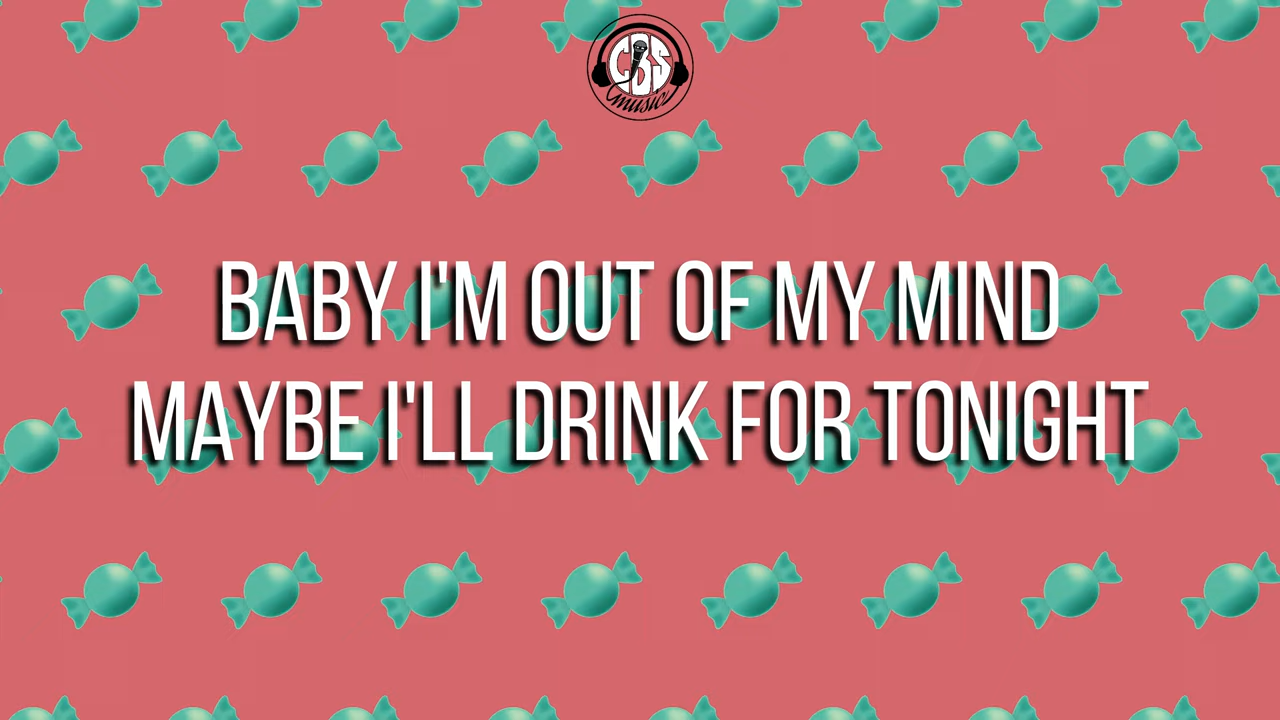 CBS
music
BABY I'M OUT OF MY MIND
MAYBE I'LL DRINK FOR TONIGHT